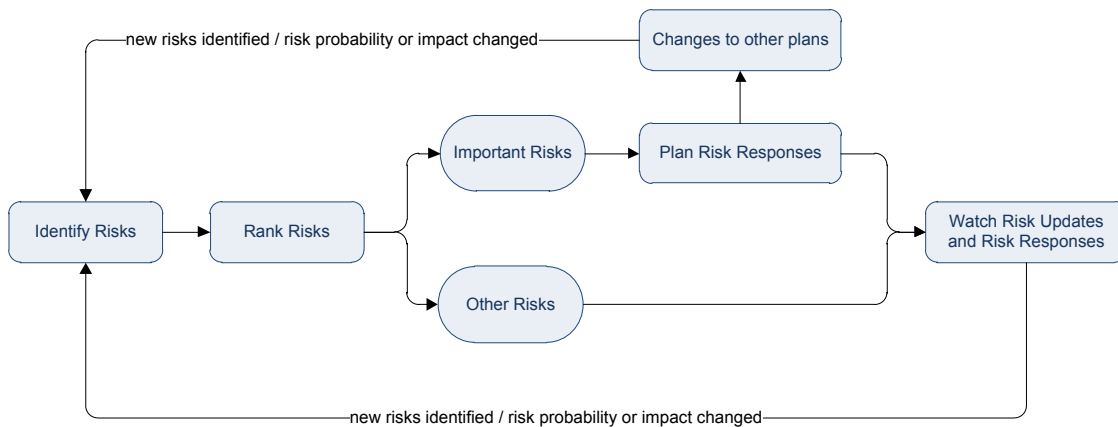 new risks identified / risk probability or impact changed
Changes to other plans
Important Risks
Plan Risk Responses
Identify Risks
Rank Risks
Watch Risk Updates
and Risk Responses
Other Risks
new risks identified / risk probability or impact changed